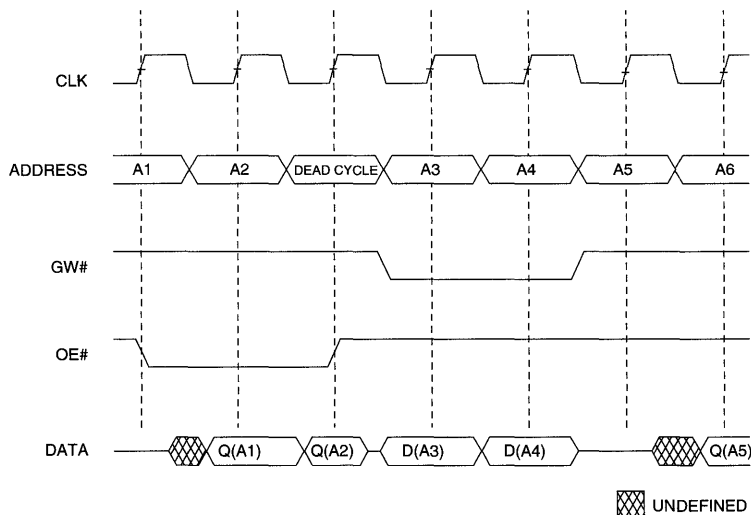 CLK
ADDRESS A1 A2 DEAD CYCLE A3 A4 A5 A6
GW#
OE#
DATA Q(A1) Q(A2) D(A3) D(A4) Q(A5)
UNDEFINED